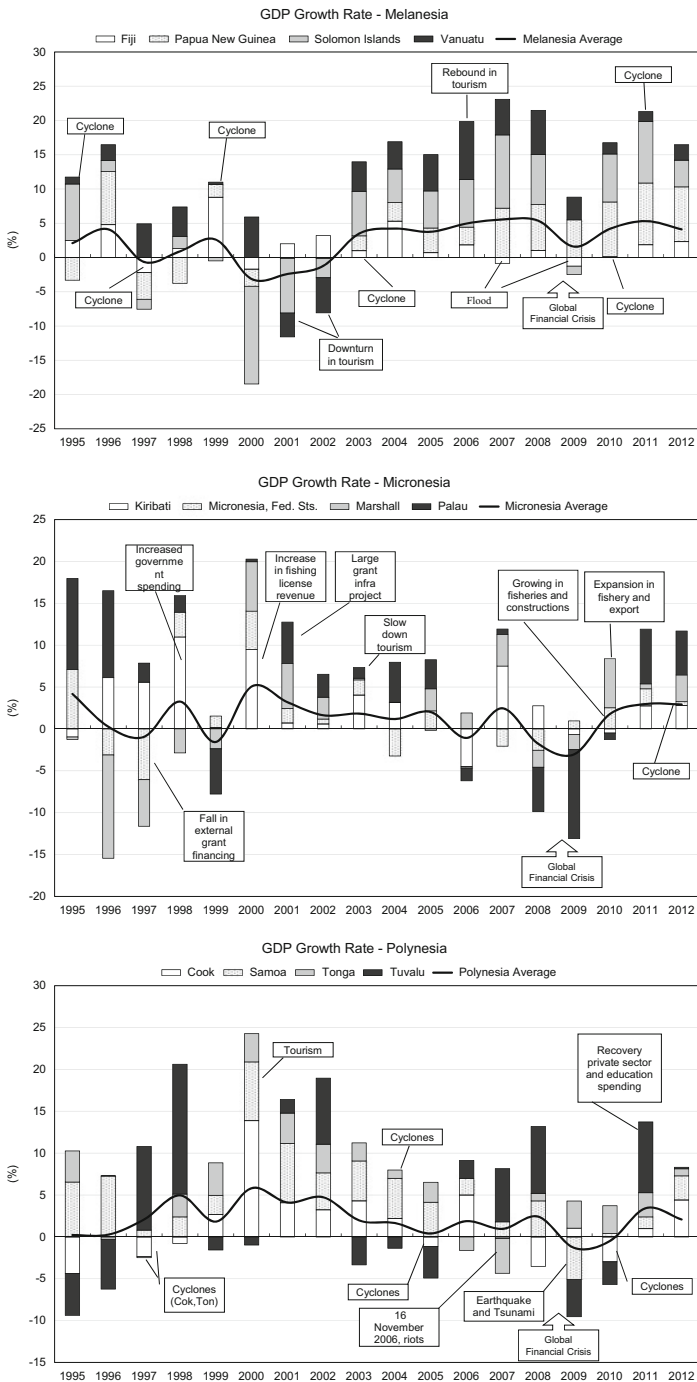 GDP Growth Rate - Melanesia
Fiji Papua New Guinea Solomon Islands Vanuatu Melanesia Average
30
25
20
15
10
5
0
-5
-10
-15
-20
-25
(%)
Cyclone
Cyclone
Cyclone
Downturn
in tourism
Cyclone
Rebound in
tourism
Flood
Global
Financial Crisis
Cyclone
Cyclone
1995 1996 1997 1998 1999 2000 2001 2002 2003 2004 2005 2006 2007 2008 2009 2010 2011 2012
GDP Growth Rate - Micronesia
Kiribati Micronesia, Fed. Sts. Marshall Palau Micronesia Average
25
20
15
10
5
0
-5
-10
-15
-20
(%)
Increased
governme
nt
spending
Fall in
external
grant
financing
Increase
in fishing
license
revenue
Large
grant
infra
project
Slow
down
tourism
Growing in
fisheries and
constructions
Expansion in
fishery and
export
Global
Financial Crisis
Cyclone
1995 1996 1997 1998 1999 2000 2001 2002 2003 2004 2005 2006 2007 2008 2009 2010 2011 2012
GDP Growth Rate - Polynesia
Cook Samoa Tonga Tuvalu Polynesia Average
30
25
20
15
10
5
0
-5
-10
-15
(%)
Cyclones
(Cok,Ton)
Tourism
Cyclones
Cyclones
16
November
2006, riots
Earthquake
and Tsunami
Global
Financial Crisis
Recovery
private sector
and education
spending
Cyclones
1995 1996 1997 1998 1999 2000 2001 2002 2003 2004 2005 2006 2007 2008 2009 2010 2011 2012